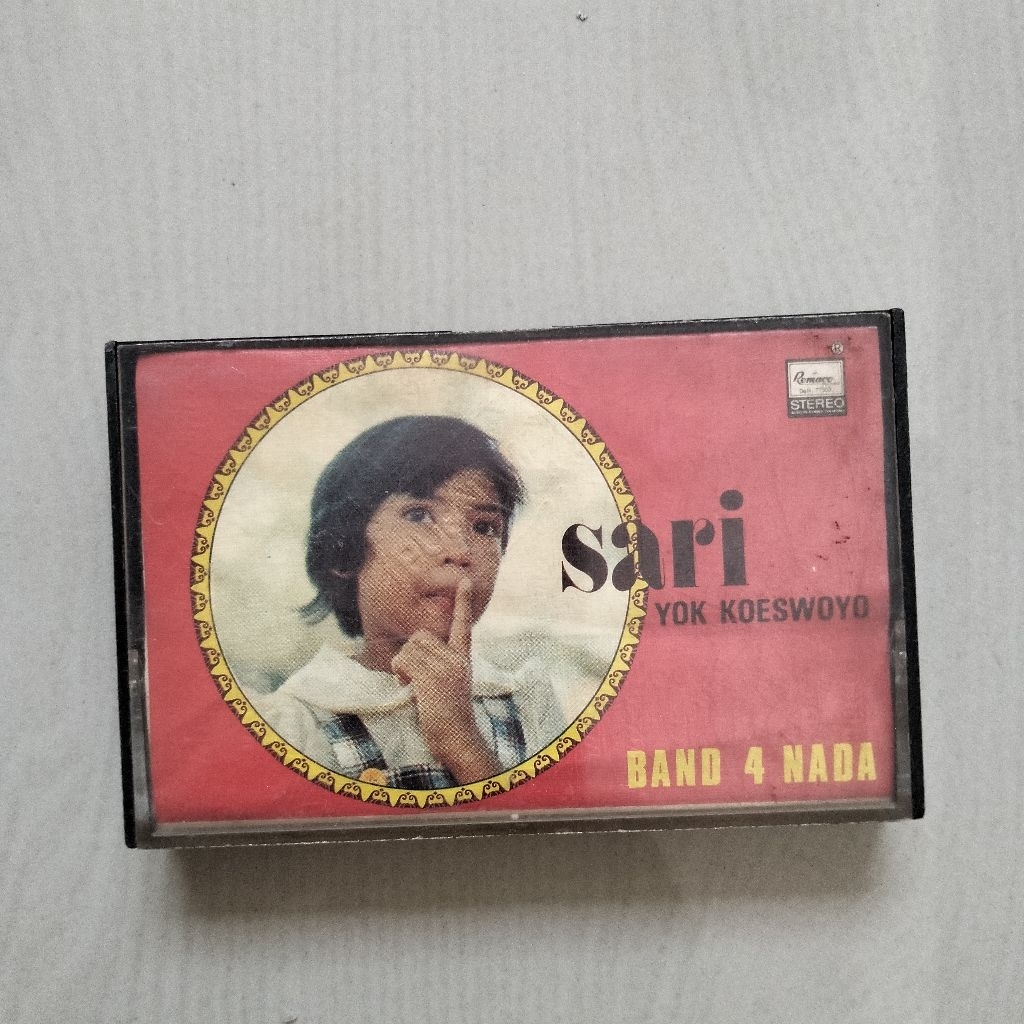 ®
Remaco
STEREO
sari
YOK KOESWOYO
BAND 4 NADA